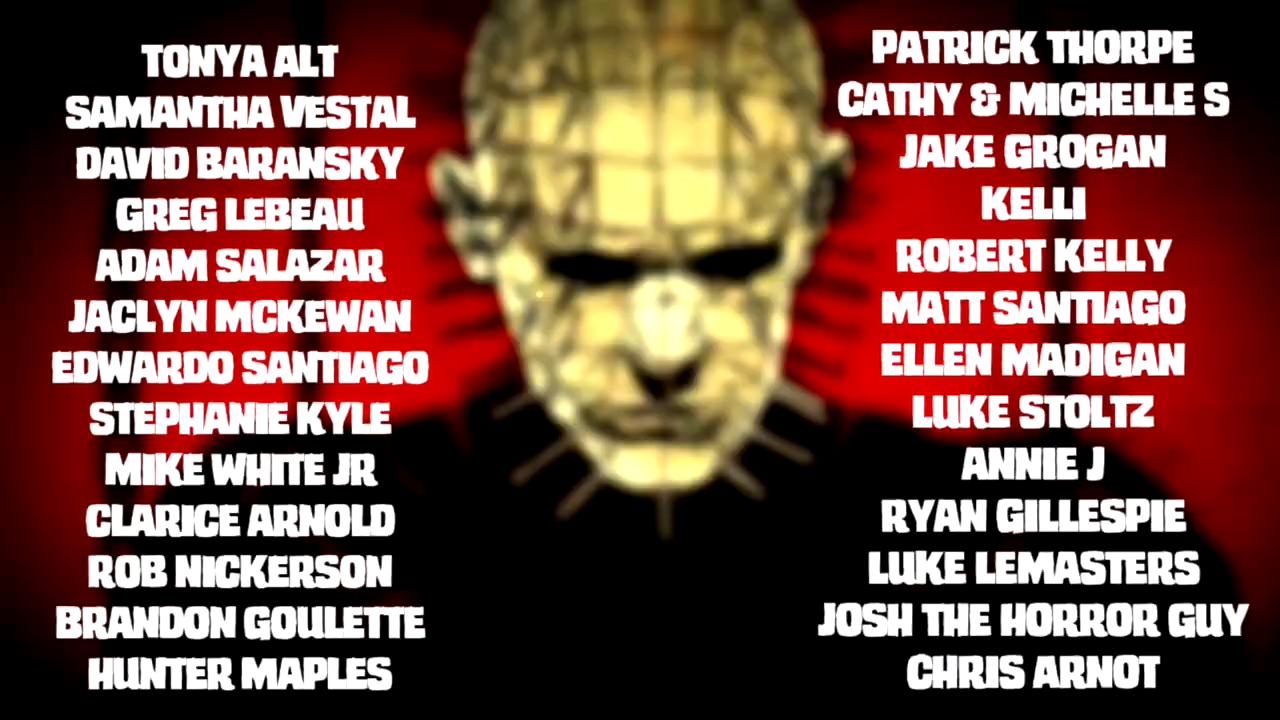 TONYA ALT
SAMANTHA VESTAL
DAVID BARANSKY
GREG LEBEAU
ADAM SALAZAR
JACLYN MCKEWAN
EDWARDO SANTIAGO
STEPHANIE KYLE
MIKE WHITE JR
CLARICE ARNOLD
ROB NICKERSON
BRANDON GOULETTE
HUNTER MAPLES
PATRICK THORPE
CATHY & MICHELLE S
JAKE GROGAN
KELLI
ROBERT KELLY
MATT SANTIAGO
ELLEN MADIGAN
LUKE STOLTZ
ANNIE J
RYAN GILLESPIE
LUKE LEMASTERS
JOSH THE HORROR GUY
CHRIS ARNOT